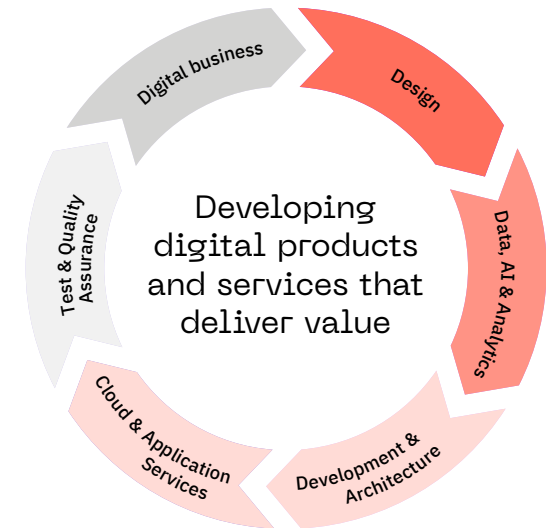 Digital business
Design
Data, AI & Analytics
Development &
Architecture
Cloud & Application
Services
Test & Quality
Assurance
Developing
digital products
and services that
deliver value